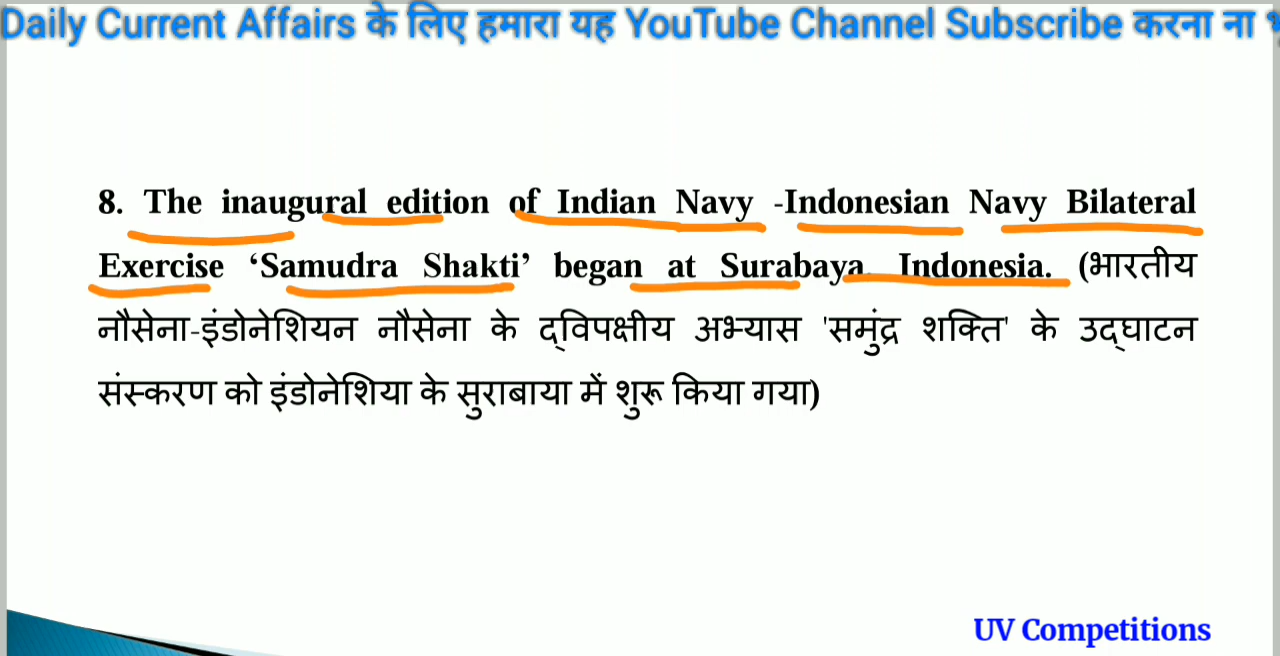 Daily Current Affairs के लिए हमारा यह YouTube Channel Subscribe करना ना
8. The inaugural edition of Indian Navy -Indonesian Navy Bilateral
Exercise ‘Samudra Shakti’ began at Surabaya, Indonesia. (भारतीय
नौसेना-इंडोनेशियन नौसेना के द्विपक्षीय अभ्यास 'समुंद्र शक्ति' के उद्घाटन
संस्करण को इंडोनेशिया के सुराबाया में शुरू किया गया)
UV Competitions